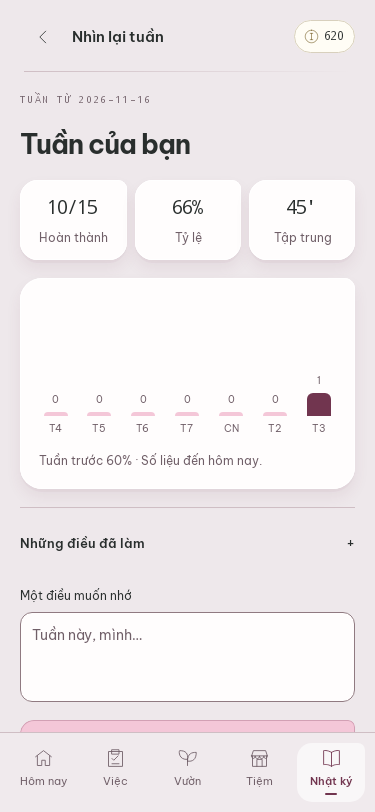 Nhìn lại tuần
620
TUẦN TỪ 2026-11-16
Tuần của bạn
10/15
Hoàn thành
66%
Tỷ lệ
45'
Tập trung
0 0 0 0 0 0 1
T4 T5 T6 T7 CN T2 T3
Tuần trước 60% · Số liệu đến hôm nay.
Những điều đã làm +
Một điều muốn nhớ
Tuần này, mình...
Hôm nay Việc Vườn Tiệm Nhật ký